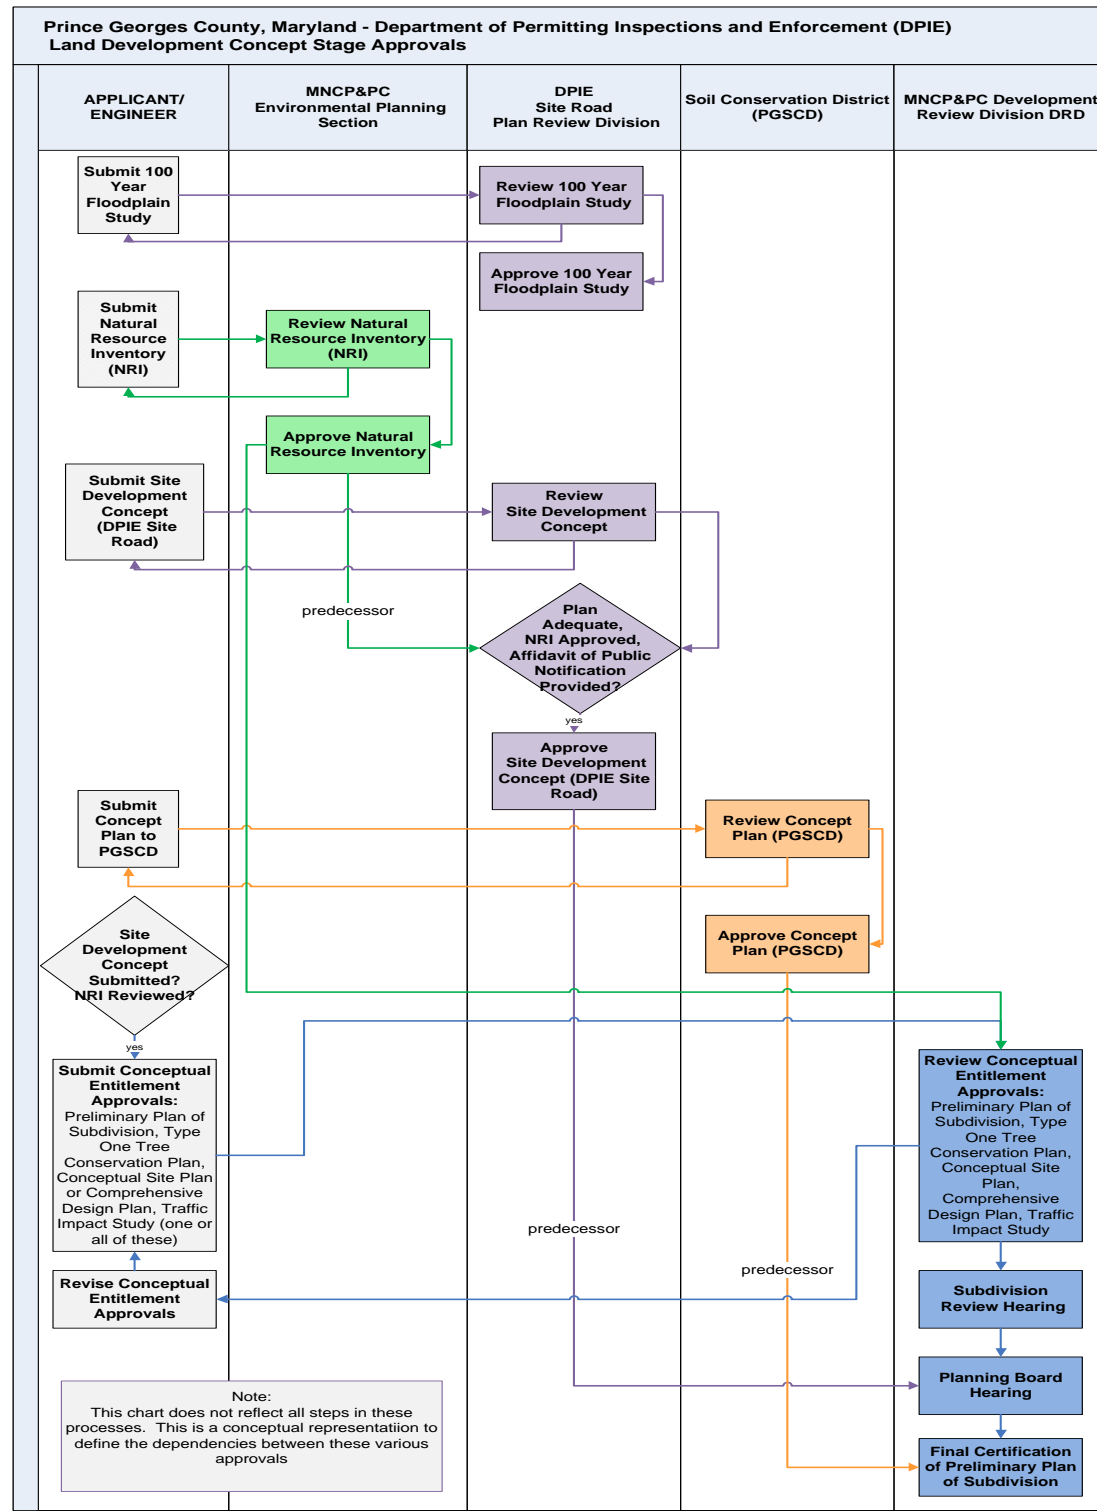 Prince Georges County, Maryland - Department of Permitting Inspections and Enforcement (DPIE)
Land Development Concept Stage Approvals
APPLICANT/
ENGINEER
MNCP&PC
Environmental Planning
Section
DPIE
Site Road
Plan Review Division
Soil Conservation District
(PGSCD)
MNCP&PC Development
Review Division DRD
Submit 100
Year
Floodplain
Study
Review 100 Year
Floodplain Study
Approve 100 Year
Floodplain Study
Submit
Natural
Resource
Inventory
(NRI)
Review Natural
Resource Inventory
(NRI)
Approve Natural
Resource Inventory
Submit Site
Development
Concept
(DPIE Site
Road)
Review
Site Development
Concept
predecessor
Plan
Adequate,
NRI Approved,
Affidavit of Public
Notification
Provided?
yes
Approve
Site Development
Concept (DPIE Site
Road)
Submit
Concept
Plan to
PGSCD
Review Concept
Plan (PGSCD)
Approve Concept
Plan (PGSCD)
Site
Development
Concept
Submitted?
NRI Reviewed?
yes
Submit Conceptual
Entitlement
Approvals:
Preliminary Plan of
Subdivision, Type
One Tree
Conservation Plan,
Conceptual Site Plan
or Comprehensive
Design Plan, Traffic
Impact Study (one or
all of these)
Review Conceptual
Entitlement
Approvals:
Preliminary Plan of
Subdivision, Type
One Tree
Conservation Plan,
Conceptual Site
Plan,
Comprehensive
Design Plan, Traffic
Impact Study
predecessor
predecessor
Revise Conceptual
Entitlement
Approvals
Subdivision
Review Hearing
Planning Board
Hearing
Final Certification
of Preliminary Plan
of Subdivision
Note:
This chart does not reflect all steps in these
processes.  This is a conceptual representatiion to
define the dependencies between these various
approvals